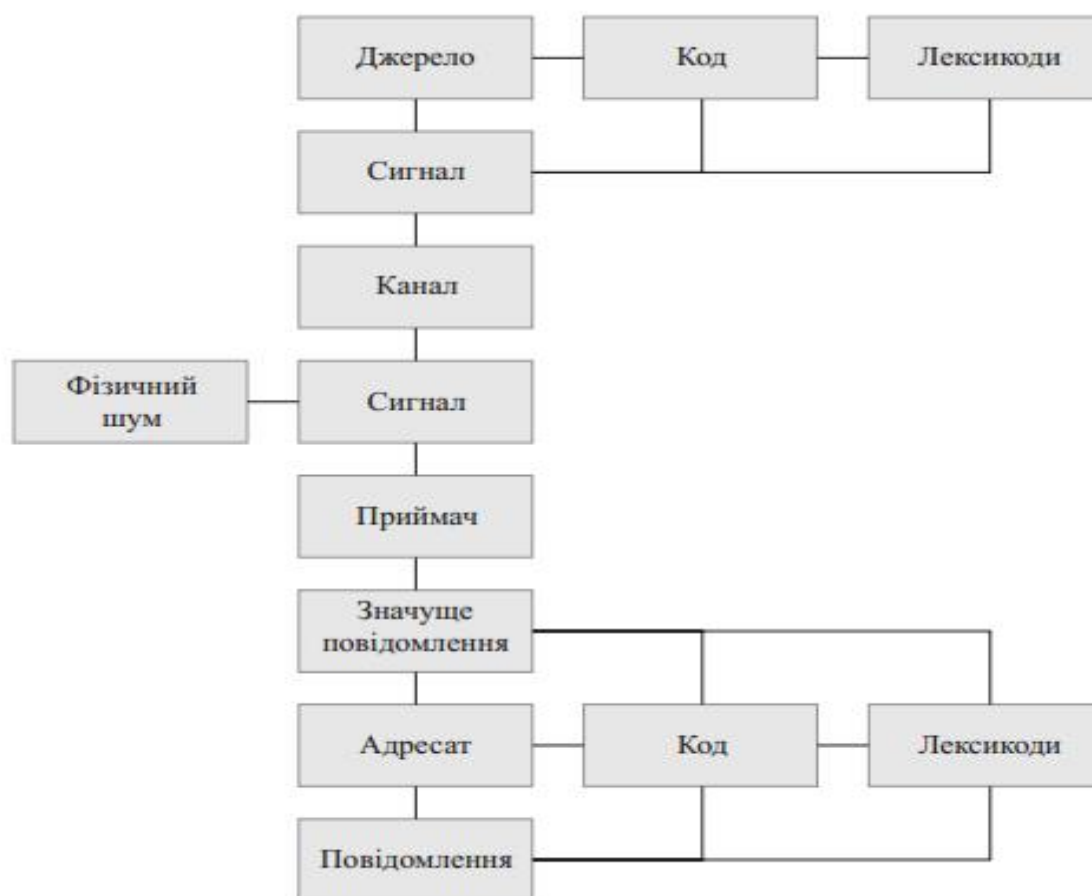 Джерело
Код
Лексикоди
Сигнал
Канал
Фізичний
шум
Сигнал
Приймач
Значуще
повідомлення
Адресат
Код
Лексикоди
Повідомлення